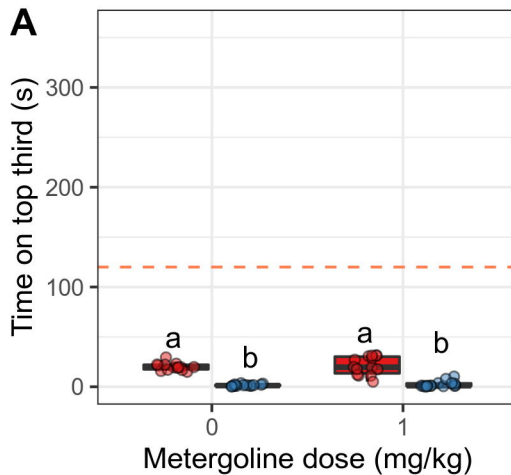 A
Time on top third (s)
300
200
100
0
a
b
a
b
0
1
Metergoline dose (mg/kg)